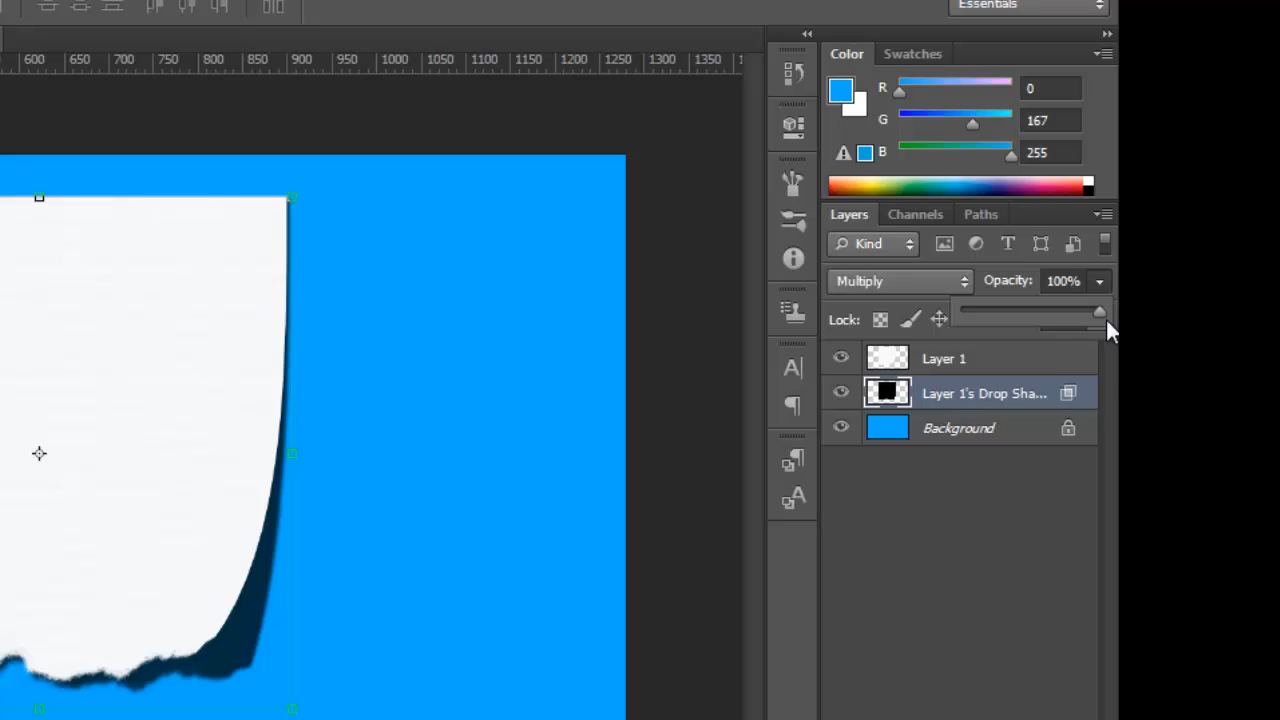 Essentials
600 650 700 750 800 850 900 950 1000 1050 1100 1150 1200 1250 1300 1350
Color Swatches
R 0
G 167
B 255
Layers Channels Paths
Kind
Multiply Opacity: 100%
Lock:
Layer 1
Layer 1's Drop Sha...
Background